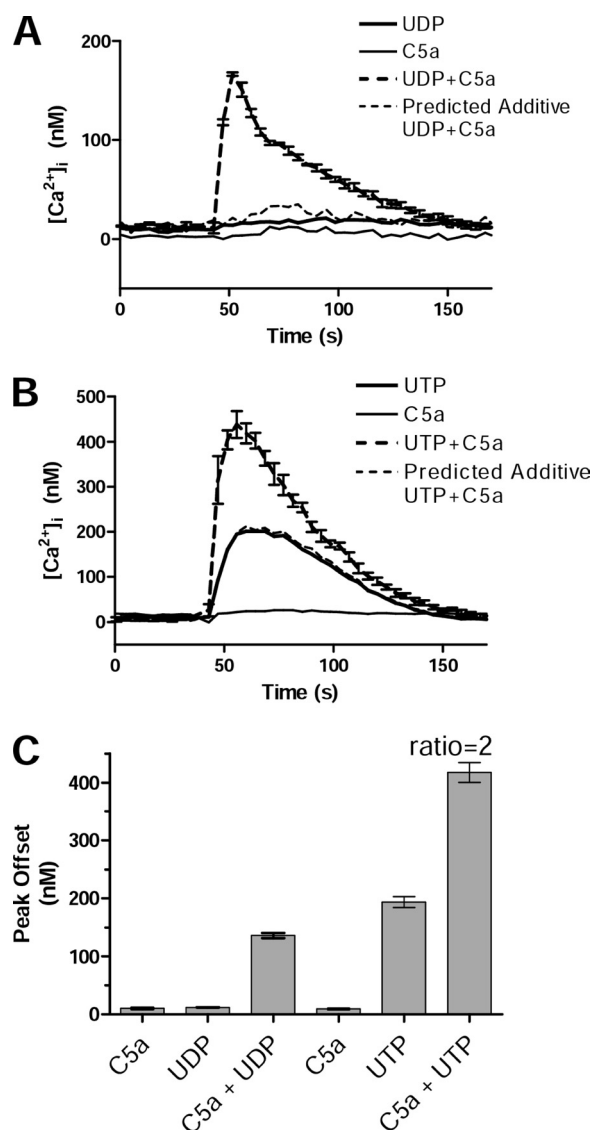 A
UDP
C5a
UDP+C5a
Predicted Additive
UDP+C5a
200
100
0
[Ca²⁺]ᵢ (nM)
0 50 100 150
Time (s)
B
UTP
C5a
UTP+C5a
Predicted Additive
UTP+C5a
500
400
300
200
100
0
[Ca²⁺]ᵢ (nM)
0 50 100 150
Time (s)
C
ratio=2
400
300
200
100
0
Peak Offset
(nM)
C5a
UDP
C5a + UDP
C5a
UTP
C5a + UTP